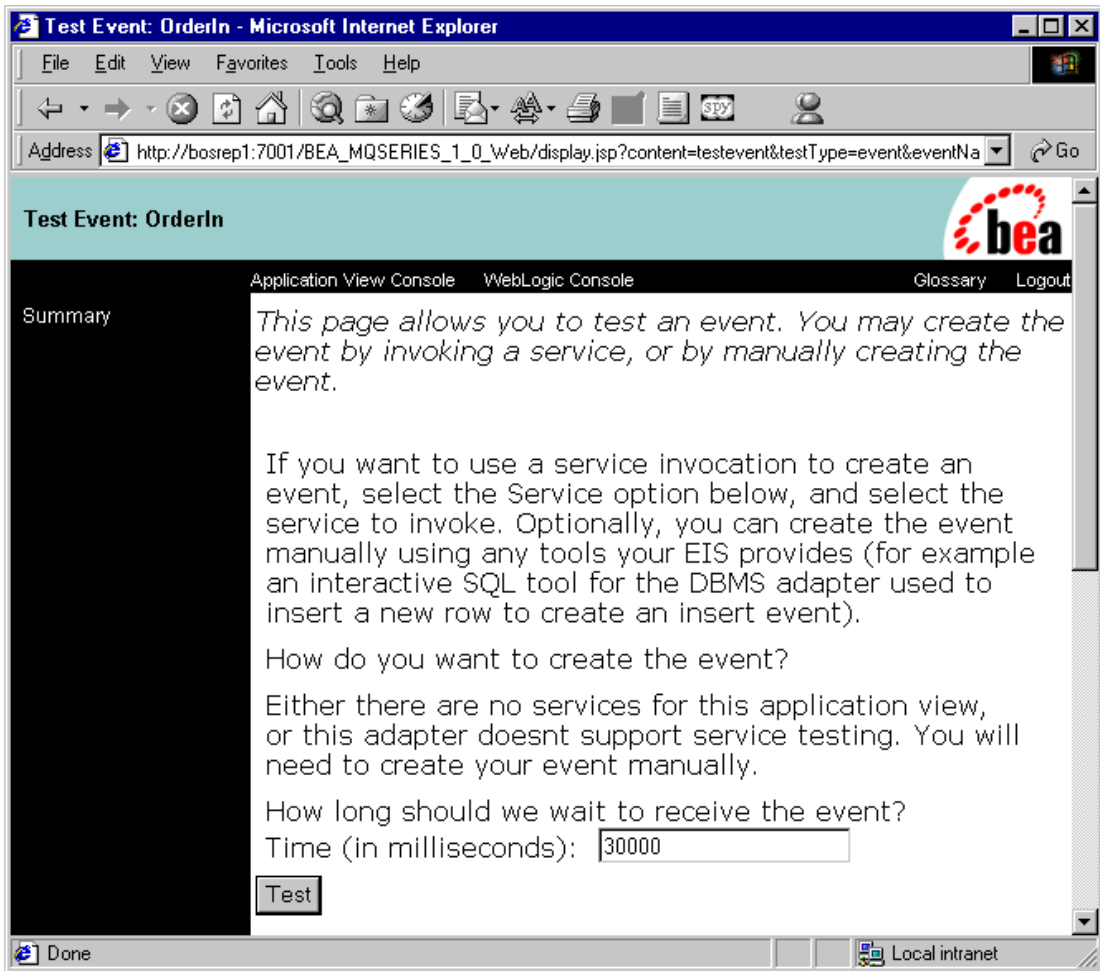 Test Event: OrderIn - Microsoft Internet Explorer
File Edit View Favorites Tools Help
SPY
Address http://bosrep1:7001/BEA_MQSERIES_1_0_Web/display.jsp?content=testevent&testType=event&eventNa Go
Test Event: OrderIn
bea
Application View Console WebLogic Console Glossary Logout
Summary
This page allows you to test an event. You may create the
event by invoking a service, or by manually creating the
event.
If you want to use a service invocation to create an
event, select the Service option below, and select the
service to invoke. Optionally, you can create the event
manually using any tools your EIS provides (for example
an interactive SQL tool for the DBMS adapter used to
insert a new row to create an insert event).
How do you want to create the event?
Either there are no services for this application view,
or this adapter doesnt support service testing. You will
need to create your event manually.
How long should we wait to receive the event?
Time (in milliseconds): 30000
Test
Done Local intranet